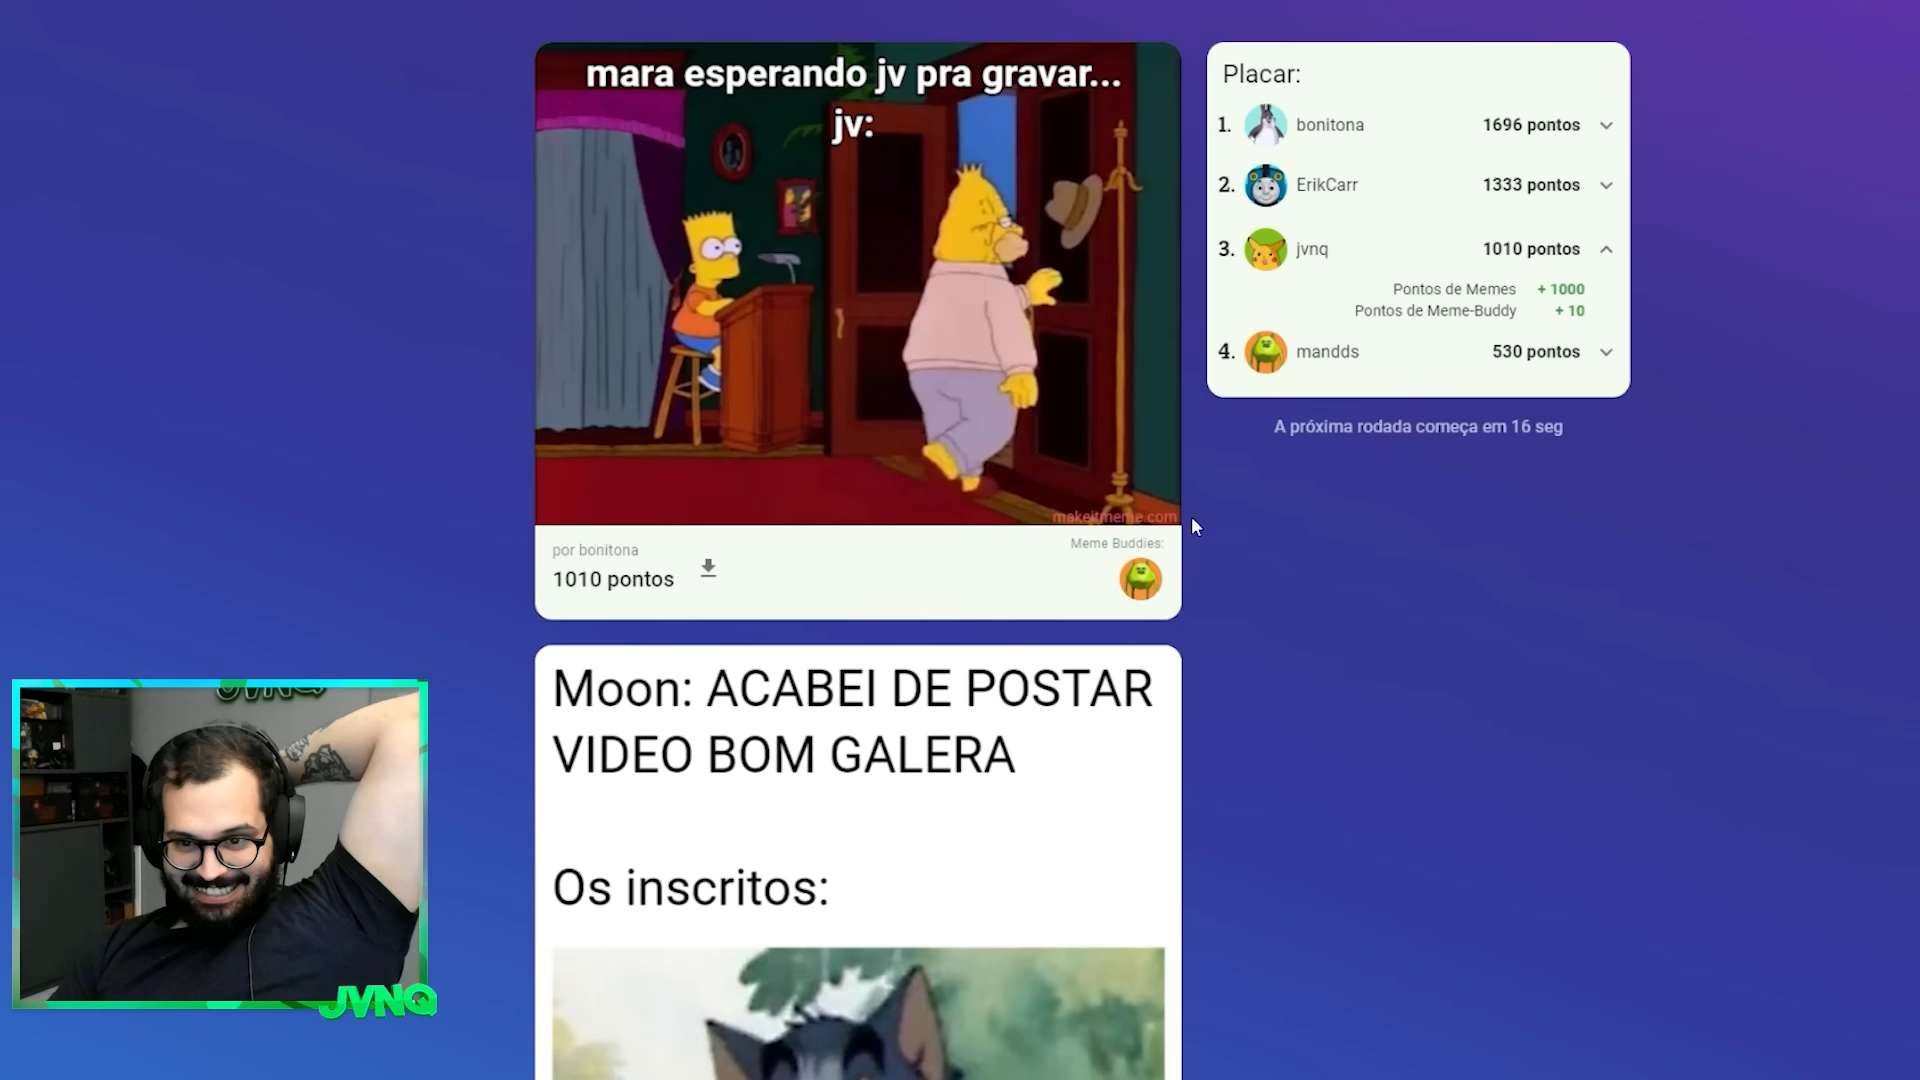 mara esperando jv pra gravar...
jv:
makeitmeme.com
por bonitona
1010 pontos
Meme Buddies:
Moon: ACABEI DE POSTAR
VIDEO BOM GALERA
Os inscritos:
Placar:
1. bonitona 1696 pontos
2. ErikCarr 1333 pontos
3. jvnq 1010 pontos
Pontos de Memes + 1000
Pontos de Meme-Buddy + 10
4. mandds 530 pontos
A próxima rodada começa em 16 seg
JVNQ
JVNQ